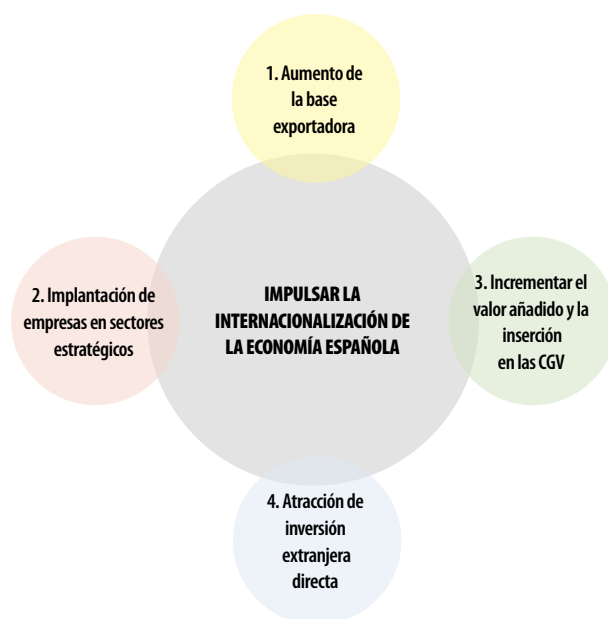 1. Aumento de
la base
exportadora
2. Implantación de
empresas en sectores
estratégicos
IMPULSAR LA
INTERNACIONALIZACIÓN DE
LA ECONOMÍA ESPAÑOLA
3. Incrementar el
valor añadido y la
inserción
en las CGV
4. Atracción de
inversión
extranjera
directa